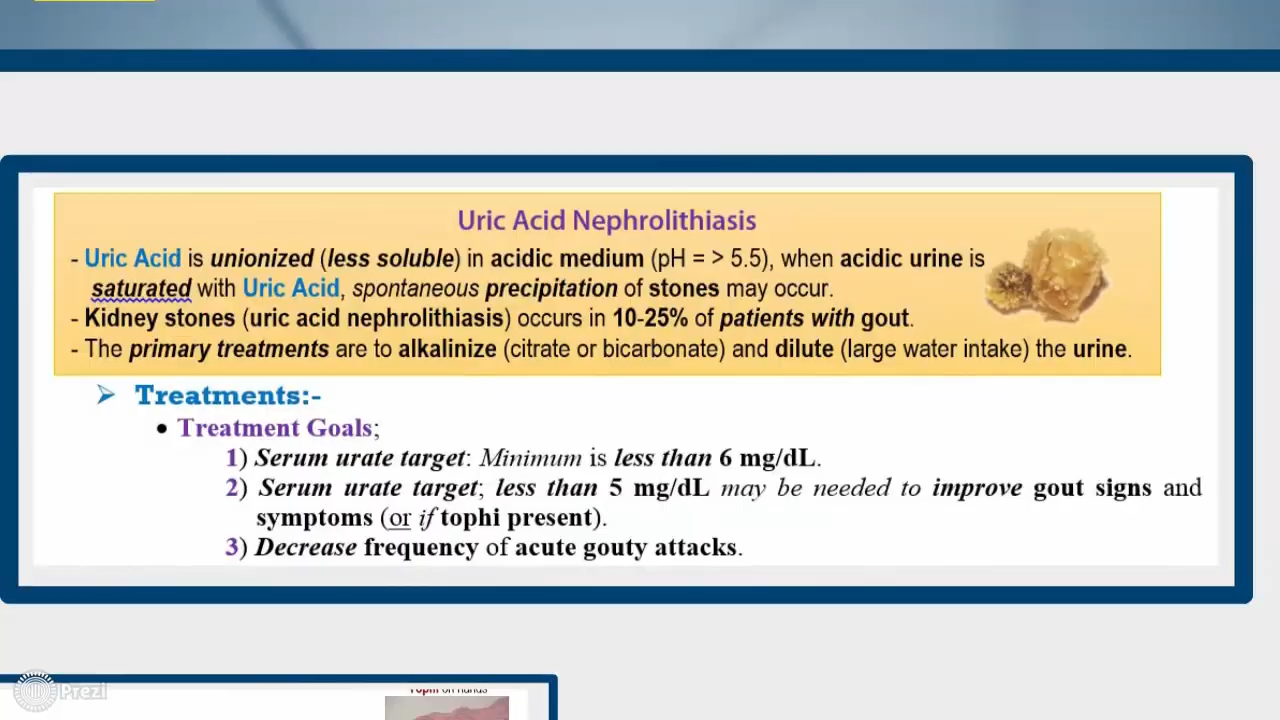 Uric Acid Nephrolithiasis
- Uric Acid is unionized (less soluble) in acidic medium (pH = > 5.5), when acidic urine is
saturated with Uric Acid, spontaneous precipitation of stones may occur.
- Kidney stones (uric acid nephrolithiasis) occurs in 10-25% of patients with gout.
- The primary treatments are to alkalinize (citrate or bicarbonate) and dilute (large water intake) the urine.
➢ Treatments:-
• Treatment Goals;
1) Serum urate target: Minimum is less than 6 mg/dL.
2) Serum urate target; less than 5 mg/dL may be needed to improve gout signs and
symptoms (or if tophi present).
3) Decrease frequency of acute gouty attacks.
Prezi
Tophi on hands